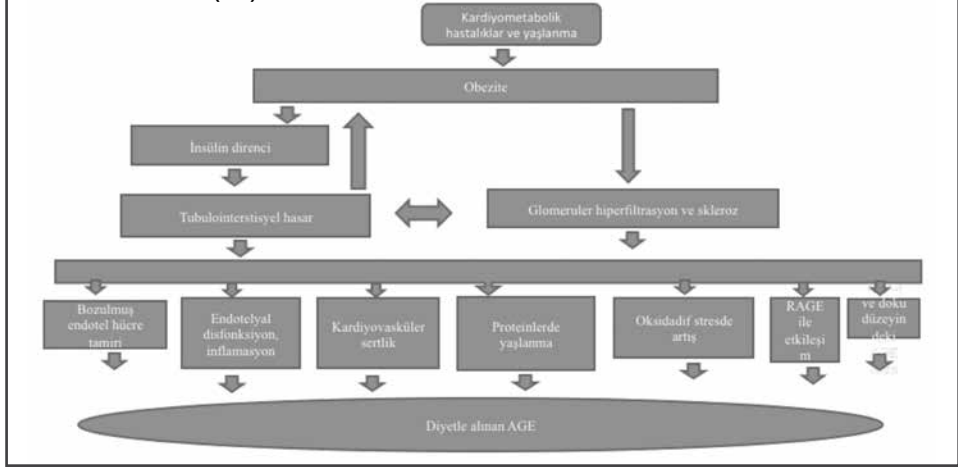 Kardiyometabolik
hastalıklar ve yaşlanma
Obezite
İnsülin direnci
Tubulointerstisyel hasar
Glomeruler hiperfiltrasyon ve skleroz
Bozulmuş
endotel hücre
tamiri
Endotelyal
disfonksiyon,
inflamasyon
Kardiyovasküler
sertlik
Proteinlerde
yaşlanma
Oksidadif stresde
artış
RAGE
ile
etkileşi
m
ve doku
düzeyin
deki
Diyetle alınan AGE